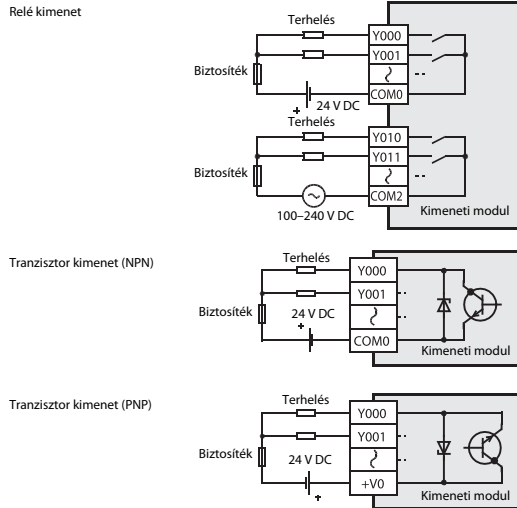 Relé kimenet
Terhelés
Y000
Y001
Biztosíték
COM0
+
24 V DC
Terhelés
Y010
Y011
Biztosíték
COM2
100–240 V DC
Kimeneti modul
Tranzisztor kimenet (NPN)
Terhelés
Y000
Y001
Biztosíték
24 V DC
+
COM0
Kimeneti modul
Tranzisztor kimenet (PNP)
Terhelés
Y000
Y001
Biztosíték
24 V DC
+V0
+
Kimeneti modul